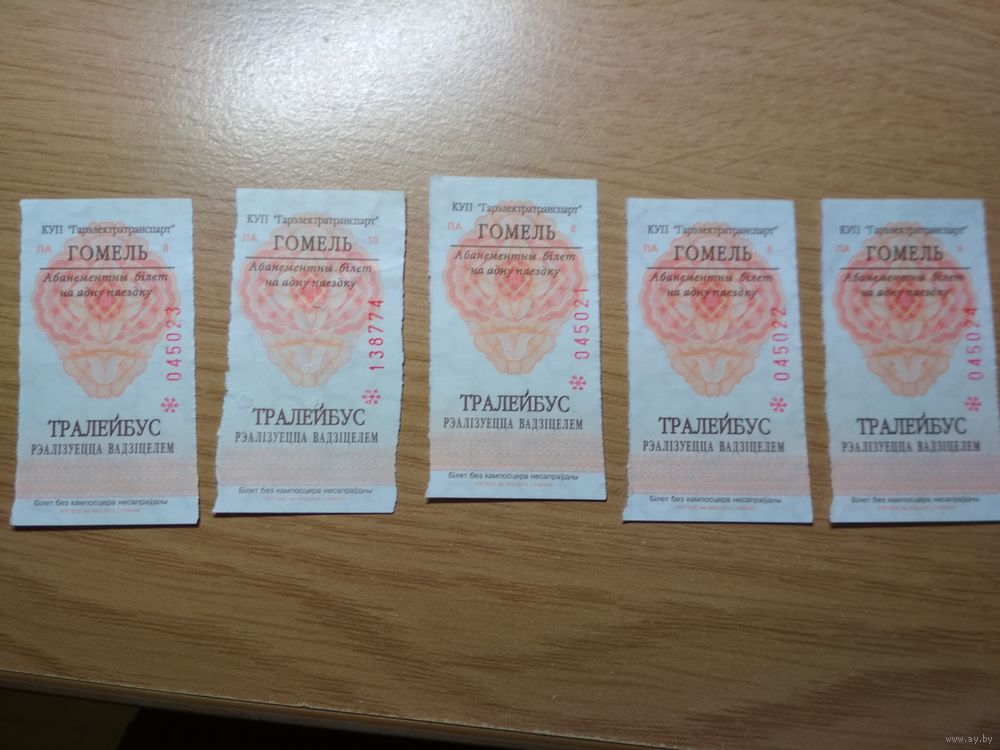 КУП "Гарэлектратранспарт"
ЛА 8
ГОМЕЛЬ
Абанементны білет
на адну паездку
045023
ТРАЛЕЙБУС
РЭАЛІЗУЕЦЦА ВАДЗІЦЕЛЕМ
Білет без кампосцера несапраўдны
КУП "Гарэлектратранспарт"
ЛА 10
ГОМЕЛЬ
Абанементны білет
на адну паездку
138774
ТРАЛЕЙБУС
РЭАЛІЗУЕЦЦА ВАДЗІЦЕЛЕМ
Білет без кампосцера несапраўдны
КУП "Гарэлектратранспарт"
ЛА 8
ГОМЕЛЬ
Абанементны білет
на адну паездку
045021
ТРАЛЕЙБУС
РЭАЛІЗУЕЦЦА ВАДЗІЦЕЛЕМ
Білет без кампосцера несапраўдны
КУП "Гарэлектратранспарт"
ЛА 8
ГОМЕЛЬ
Абанементны білет
на адну паездку
045022
ТРАЛЕЙБУС
РЭАЛІЗУЕЦЦА ВАДЗІЦЕЛЕМ
Білет без кампосцера несапраўдны
КУП "Гарэлектратранспарт"
ЛА 8
ГОМЕЛЬ
Абанементны білет
на адну паездку
045024
ТРАЛЕЙБУС
РЭАЛІЗУЕЦЦА ВАДЗІЦЕЛЕМ
Білет без кампосцера несапраўдны
www.ay.by